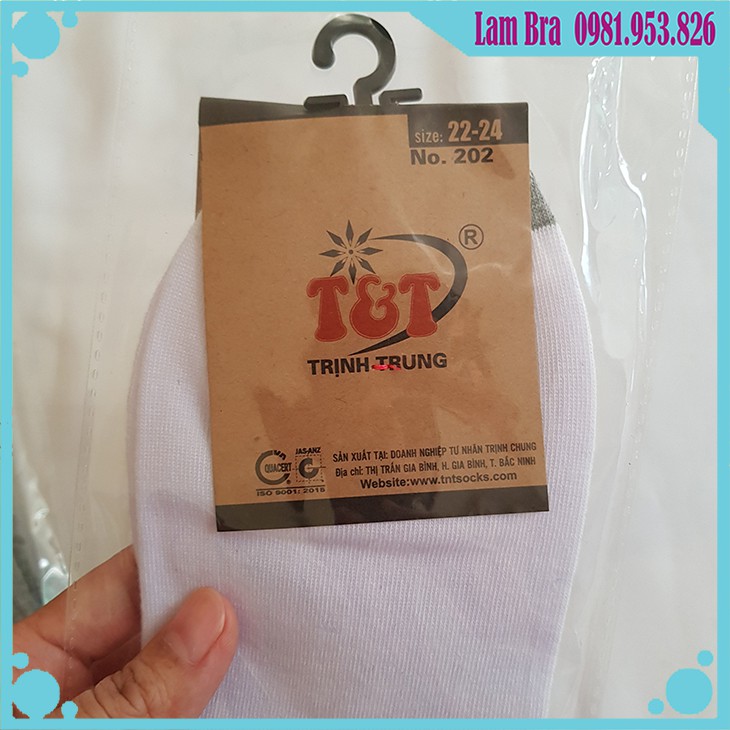 Lam Bra 0981.953.826
size: 22-24
No. 202
®
T&T
TRỊNH-TRUNG
JAS-ANZ
QUACERT
ISO 9001: 2015
SẢN XUẤT TẠI: DOANH NGHIỆP TƯ NHÂN TRỊNH CHUNG
Địa chỉ: THỊ TRẤN GIA BÌNH, H. GIA BÌNH, T. BẮC NINH
Website:www.tntsocks.com